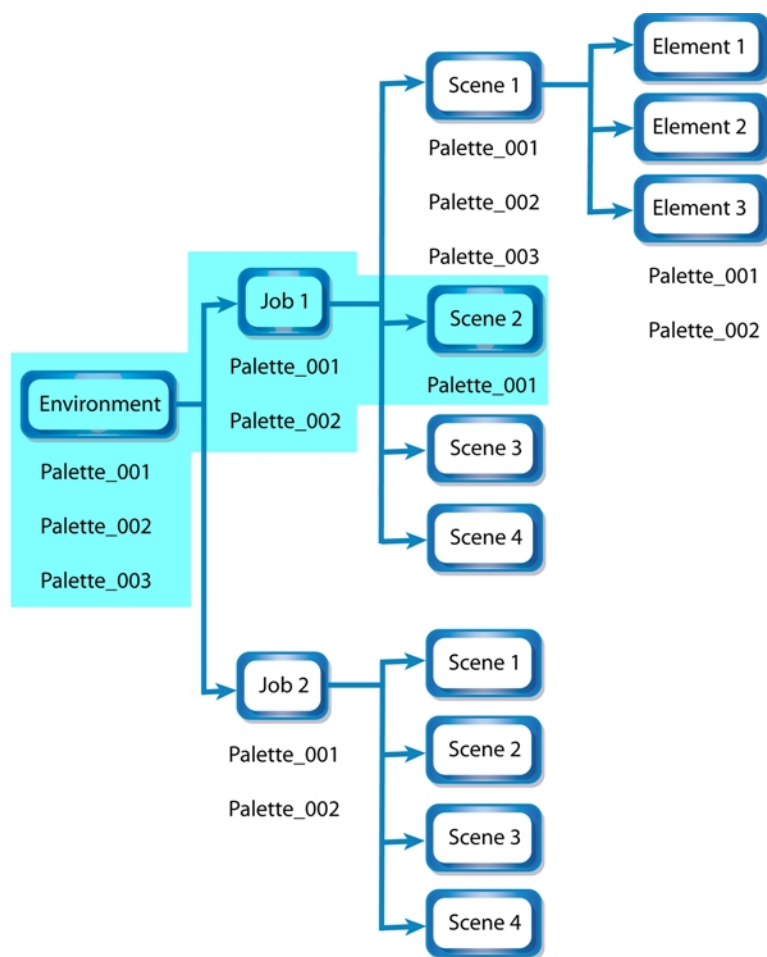 Environment
Palette_001
Palette_002
Palette_003
Job 1
Palette_001
Palette_002
Scene 1
Palette_001
Palette_002
Palette_003
Element 1
Element 2
Element 3
Palette_001
Palette_002
Scene 2
Palette_001
Scene 3
Scene 4
Job 2
Palette_001
Palette_002
Scene 1
Scene 2
Scene 3
Scene 4